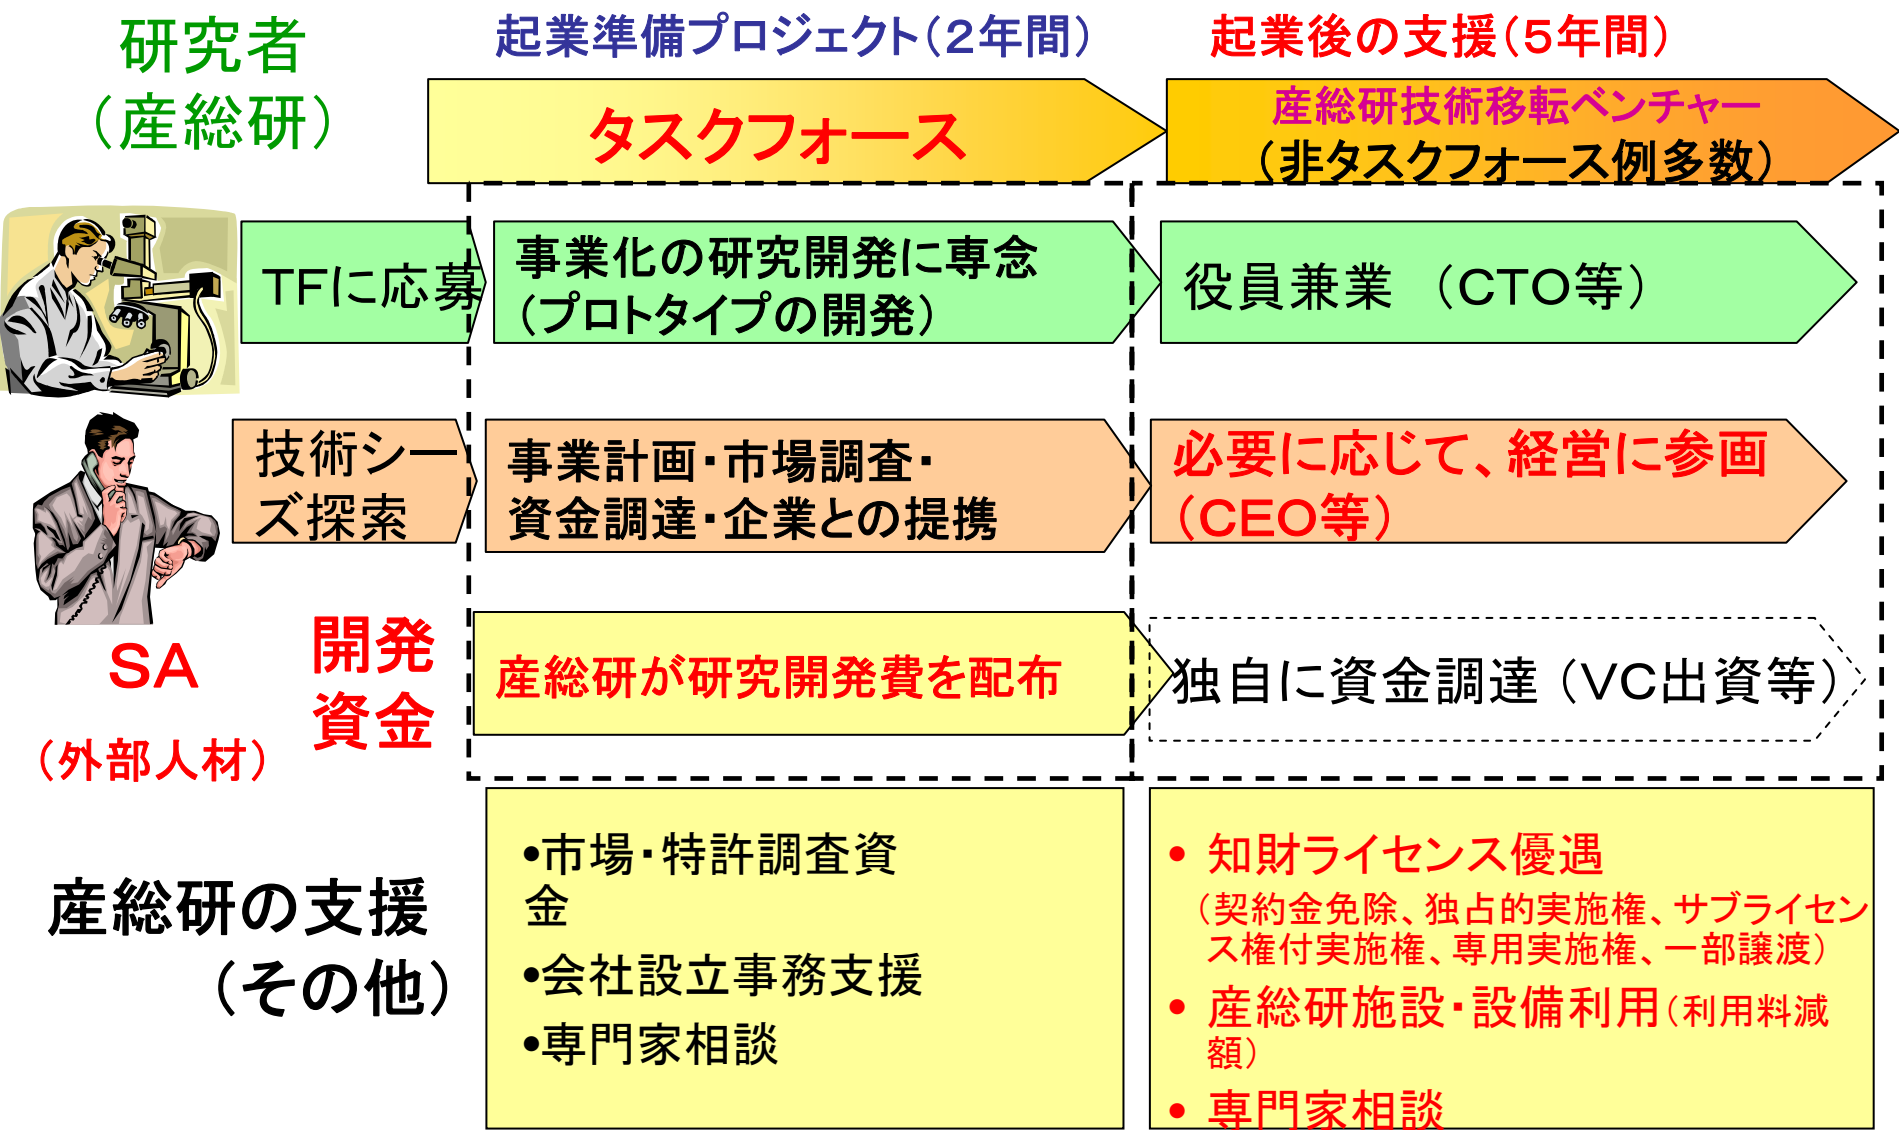 研究者
（産総研）
起業準備プロジェクト（２年間）
起業後の支援（５年間）
タスクフォース
産総研技術移転ベンチャー
（非タスクフォース例多数）
TFに応募
事業化の研究開発に専念
（プロトタイプの開発）
役員兼業　（CTO等）
技術シー
ズ探索
事業計画・市場調査・
資金調達・企業との提携
必要に応じて、経営に参画
（CEO等）
SA
（外部人材）
開発
資金
産総研が研究開発費を配布
独自に資金調達（VC出資等）
産総研の支援
（その他）
•市場・特許調査資
金
•会社設立事務支援
•専門家相談
• 知財ライセンス優遇
（契約金免除、独占的実施権、サブライセン
ス権付実施権、専用実施権、一部譲渡）
• 産総研施設・設備利用（利用料減
額）
• 専門家相談